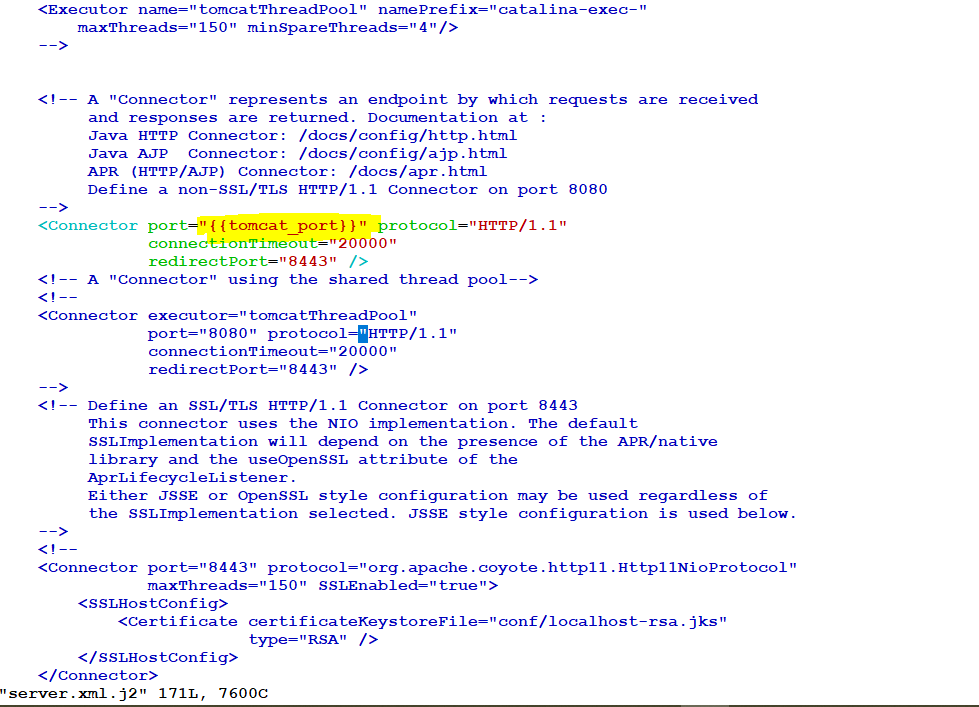 <Executor name="tomcatThreadPool" namePrefix="catalina-exec-"
maxThreads="150" minSpareThreads="4"/>
-->
<!-- A "Connector" represents an endpoint by which requests are received
and responses are returned. Documentation at :
Java HTTP Connector: /docs/config/http.html
Java AJP  Connector: /docs/config/ajp.html
APR (HTTP/AJP) Connector: /docs/apr.html
Define a non-SSL/TLS HTTP/1.1 Connector on port 8080
-->
<Connector port="{{tomcat_port}}" protocol="HTTP/1.1"
connectionTimeout="20000"
redirectPort="8443" />
<!-- A "Connector" using the shared thread pool-->
<!--
<Connector executor="tomcatThreadPool"
port="8080" protocol="HTTP/1.1"
connectionTimeout="20000"
redirectPort="8443" />
-->
<!-- Define an SSL/TLS HTTP/1.1 Connector on port 8443
This connector uses the NIO implementation. The default
SSLImplementation will depend on the presence of the APR/native
library and the useOpenSSL attribute of the
AprLifecycleListener.
Either JSSE or OpenSSL style configuration may be used regardless of
the SSLImplementation selected. JSSE style configuration is used below.
-->
<!--
<Connector port="8443" protocol="org.apache.coyote.http11.Http11NioProtocol"
maxThreads="150" SSLEnabled="true">
<SSLHostConfig>
<Certificate certificateKeystoreFile="conf/localhost-rsa.jks"
type="RSA" />
</SSLHostConfig>
</Connector>
"server.xml.j2" 171L, 7600C